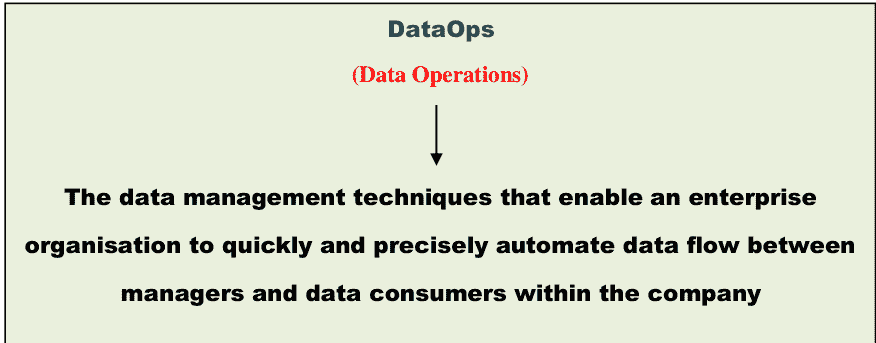 DataOps
(Data Operations)
The data management techniques that enable an enterprise
organisation to quickly and precisely automate data flow between
managers and data consumers within the company